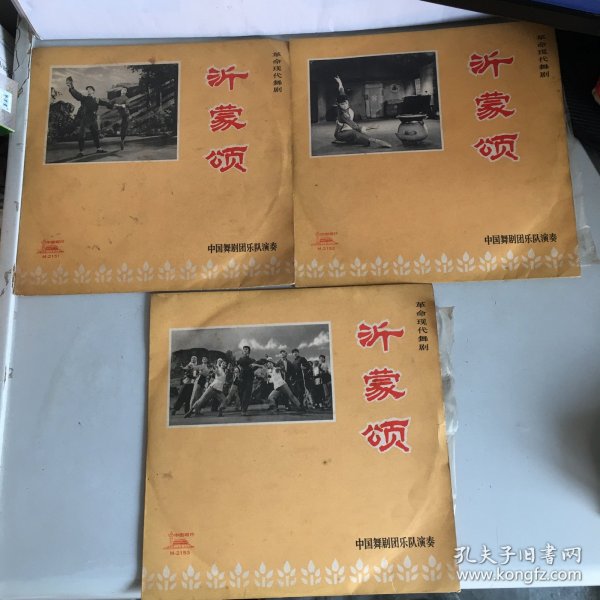 革命现代舞剧
沂蒙颂
中国唱片
M-2151
中国舞剧团乐队演奏
革命现代舞剧
沂蒙颂
中国唱片
中国舞剧团乐队演奏
革命现代舞剧
沂蒙颂
中国唱片
M-2153
中国舞剧团乐队演奏
孔夫子旧书网
www.kongfz.com